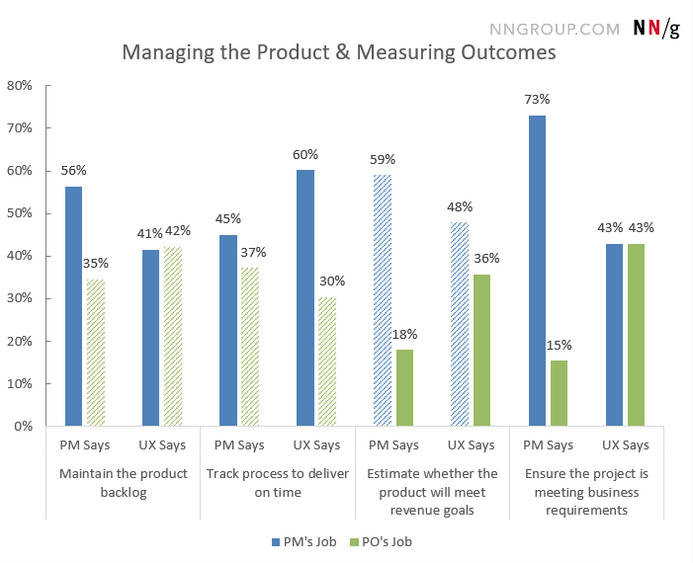 NNGROUP.COM NN/g
Managing the Product & Measuring Outcomes
80%
70%
60%
50%
40%
30%
20%
10%
0%
56%
35%
41%
42%
45%
37%
60%
30%
59%
18%
48%
36%
73%
15%
43%
43%
PM Says
UX Says
PM Says
UX Says
PM Says
UX Says
PM Says
UX Says
Maintain the product
backlog
Track process to deliver
on time
Estimate whether the
product will meet
revenue goals
Ensure the project is
meeting business
requirements
PM's Job
PO's Job